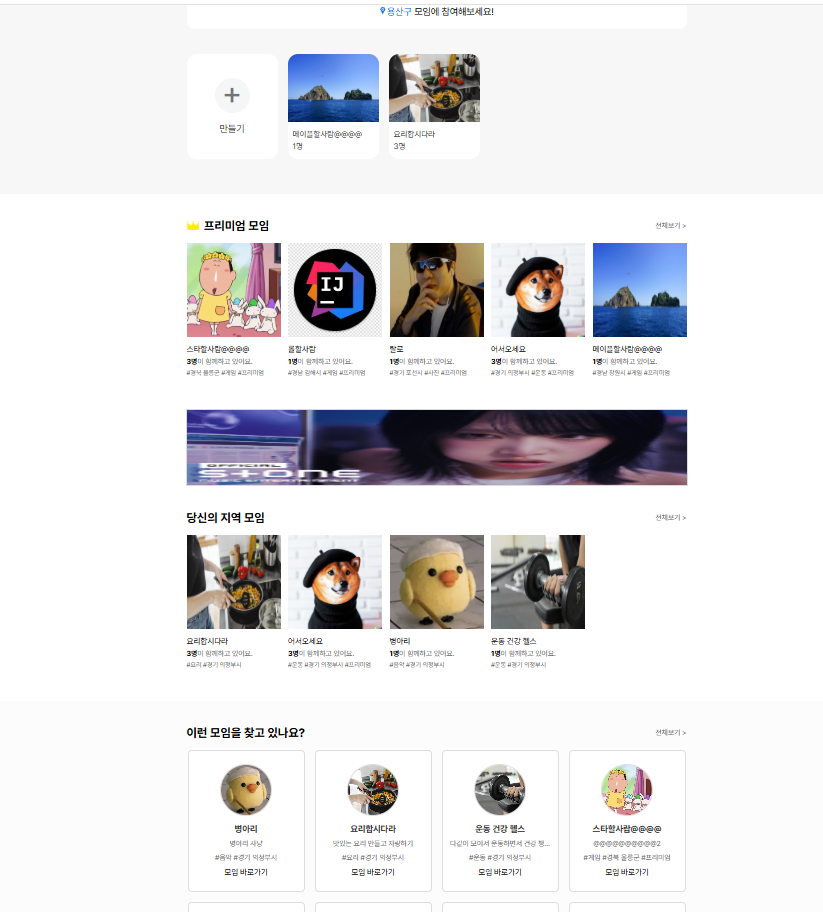 용산구 모임에 참여해보세요!
만들기
메이플할사람@@@@
1명
요리합시다라
3명
프리미엄 모임
전체보기 >
IJ
스타할사람@@@@
3명이 함께하고 있어요.
#경북 울릉군 #게임 #프리미엄
롤할사람
1명이 함께하고 있어요.
#경남 김해시 #게임 #프리미엄
할로
1명이 함께하고 있어요.
#경기 포천시 #사진 #프리미엄
어서오세요
3명이 함께하고 있어요.
#경기 의정부시 #운동 #프리미엄
메이플할사람@@@@
1명이 함께하고 있어요.
#경남 창원시 #게임 #프리미엄
OFFICIAL
STONE
당신의 지역 모임
전체보기 >
요리합시다라
3명이 함께하고 있어요.
#요리 #경기 의정부시
어서오세요
3명이 함께하고 있어요.
#운동 #경기 의정부시 #프리미엄
병아리
1명이 함께하고 있어요.
#음악 #경기 의정부시
운동 건강 헬스
1명이 함께하고 있어요.
#운동 #경기 의정부시
이런 모임을 찾고 있나요?
전체보기 >
병아리
병아리 사냥
#음악 #경기 의정부시
모임 바로가기
요리합시다라
맛있는 요리 만들고 자랑하기
#요리 #경기 의정부시
모임 바로가기
운동 건강 헬스
다같이 모여서 운동하면서 건강 챙...
#운동 #경기 의정부시
모임 바로가기
스타할사람@@@@
@@@@@@@@@@2
#게임 #경북 울릉군 #프리미엄
모임 바로가기